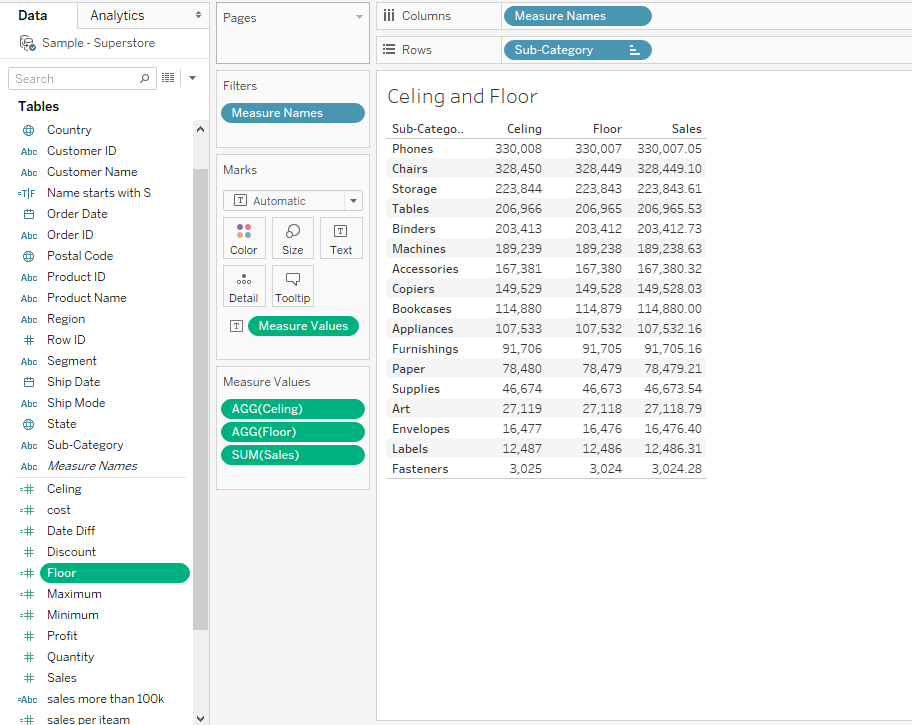 Data
Analytics
Sample - Superstore
Search
Tables
Country
Abc Customer ID
Abc Customer Name
=T|F Name starts with S
Order Date
Abc Order ID
Postal Code
Abc Product ID
Abc Product Name
Abc Region
# Row ID
Abc Segment
Ship Date
Abc Ship Mode
State
Abc Sub-Category
Abc Measure Names
=# Celing
=# cost
=# Date Diff
# Discount
=# Floor
=# Maximum
=# Minimum
# Profit
# Quantity
# Sales
=Abc sales more than 100k
=# sales per iteam
Pages
Filters
Measure Names
Marks
T Automatic
Color Size Text
Detail Tooltip
T Measure Values
Measure Values
AGG(Celing)
AGG(Floor)
SUM(Sales)
Columns Measure Names
Rows Sub-Category
Celing and Floor
Sub-Catego.. Celing Floor Sales
Phones 330,008 330,007 330,007.05
Chairs 328,450 328,449 328,449.10
Storage 223,844 223,843 223,843.61
Tables 206,966 206,965 206,965.53
Binders 203,413 203,412 203,412.73
Machines 189,239 189,238 189,238.63
Accessories 167,381 167,380 167,380.32
Copiers 149,529 149,528 149,528.03
Bookcases 114,880 114,879 114,880.00
Appliances 107,533 107,532 107,532.16
Furnishings 91,706 91,705 91,705.16
Paper 78,480 78,479 78,479.21
Supplies 46,674 46,673 46,673.54
Art 27,119 27,118 27,118.79
Envelopes 16,477 16,476 16,476.40
Labels 12,487 12,486 12,486.31
Fasteners 3,025 3,024 3,024.28